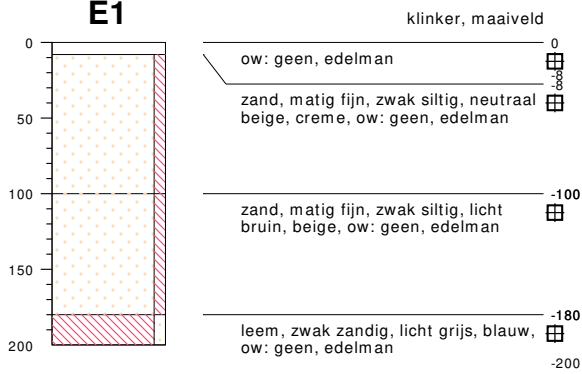 E1
klinker, maaiveld
0
0
ow: geen, edelman
-8
-8
zand, matig fijn, zwak siltig, neutraal
beige, creme, ow: geen, edelman
50
100
-100
zand, matig fijn, zwak siltig, licht
bruin, beige, ow: geen, edelman
150
-180
leem, zwak zandig, licht grijs, blauw,
ow: geen, edelman
200
-200